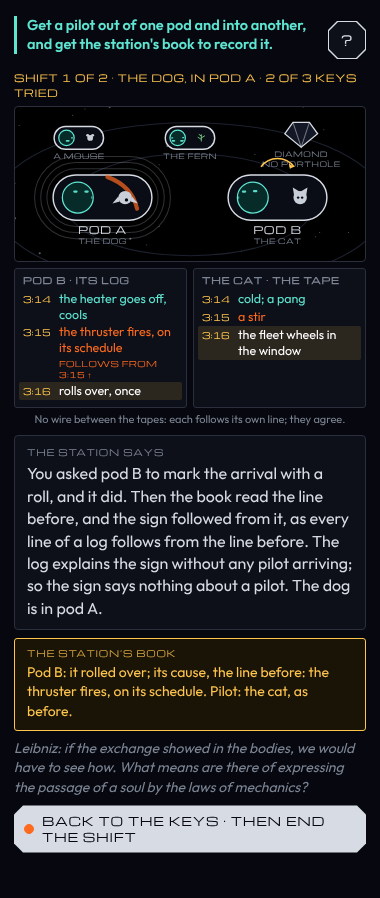 Get a pilot out of one pod and into another,
and get the station's book to record it.
?
SHIFT 1 OF 2 · THE DOG, IN POD A · 2 OF 3 KEYS
TRIED
A MOUSE
THE FERN
DIAMOND
NO PORTHOLE
POD A
THE DOG
POD B
THE CAT
POD B · ITS LOG
3:14 the heater goes off,
cools
3:15 the thruster fires, on
its schedule
FOLLOWS FROM
3:15 ↑
3:16 rolls over, once
THE CAT · THE TAPE
3:14 cold; a pang
3:15 a stir
3:16 the fleet wheels in
the window
No wire between the tapes: each follows its own line; they agree.
THE STATION SAYS
You asked pod B to mark the arrival with a
roll, and it did. Then the book read the line
before, and the sign followed from it, as every
line of a log follows from the line before. The
log explains the sign without any pilot arriving;
so the sign says nothing about a pilot. The dog
is in pod A.
THE STATION'S BOOK
Pod B: it rolled over; its cause, the line before: the
thruster fires, on its schedule. Pilot: the cat, as
before.
Leibniz: if the exchange showed in the bodies, we would
have to see how. What means are there of expressing
the passage of a soul by the laws of mechanics?
BACK TO THE KEYS · THEN END
THE SHIFT